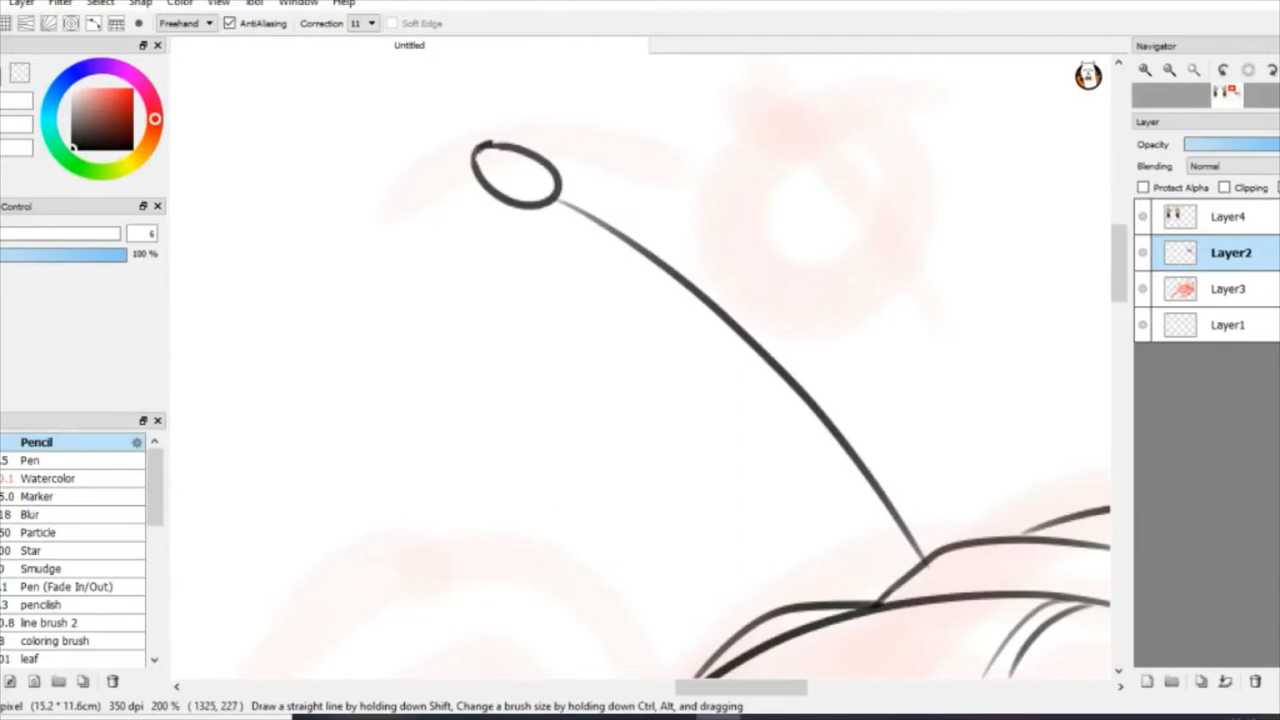 Layer Filter Select Snap Color View Tool Window Help
Freehand AntiAliasing Correction 11 Soft Edge
Untitled
Navigator
Layer
Opacity
Blending Normal
Protect Alpha Clipping
Layer4
Layer2
Layer3
Layer1
Control
6
100 %
Pencil
.5 Pen
0.1 Watercolor
5.0 Marker
18 Blur
50 Particle
00 Star
0 Smudge
.1 Pen (Fade In/Out)
.3 pencilish
0.8 line brush 2
8 coloring brush
01 leaf
pixel (15.2 * 11.6cm) 350 dpi 200 % ( 1325, 227 ) Draw a straight line by holding down Shift, Change a brush size by holding down Ctrl, Alt, and dragging